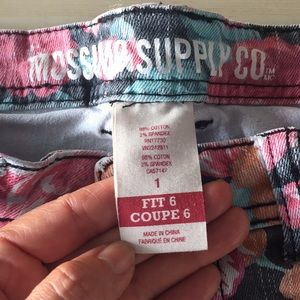 MOSSIMO SUPPLY CO.
98% COTTON
2% SPANDEX
RN17730
98% COTON
2% SPANDEX
CA57147
1
FIT 6
COUPE 6
MADE IN CHINA
FABRIQUÉ EN CHINE